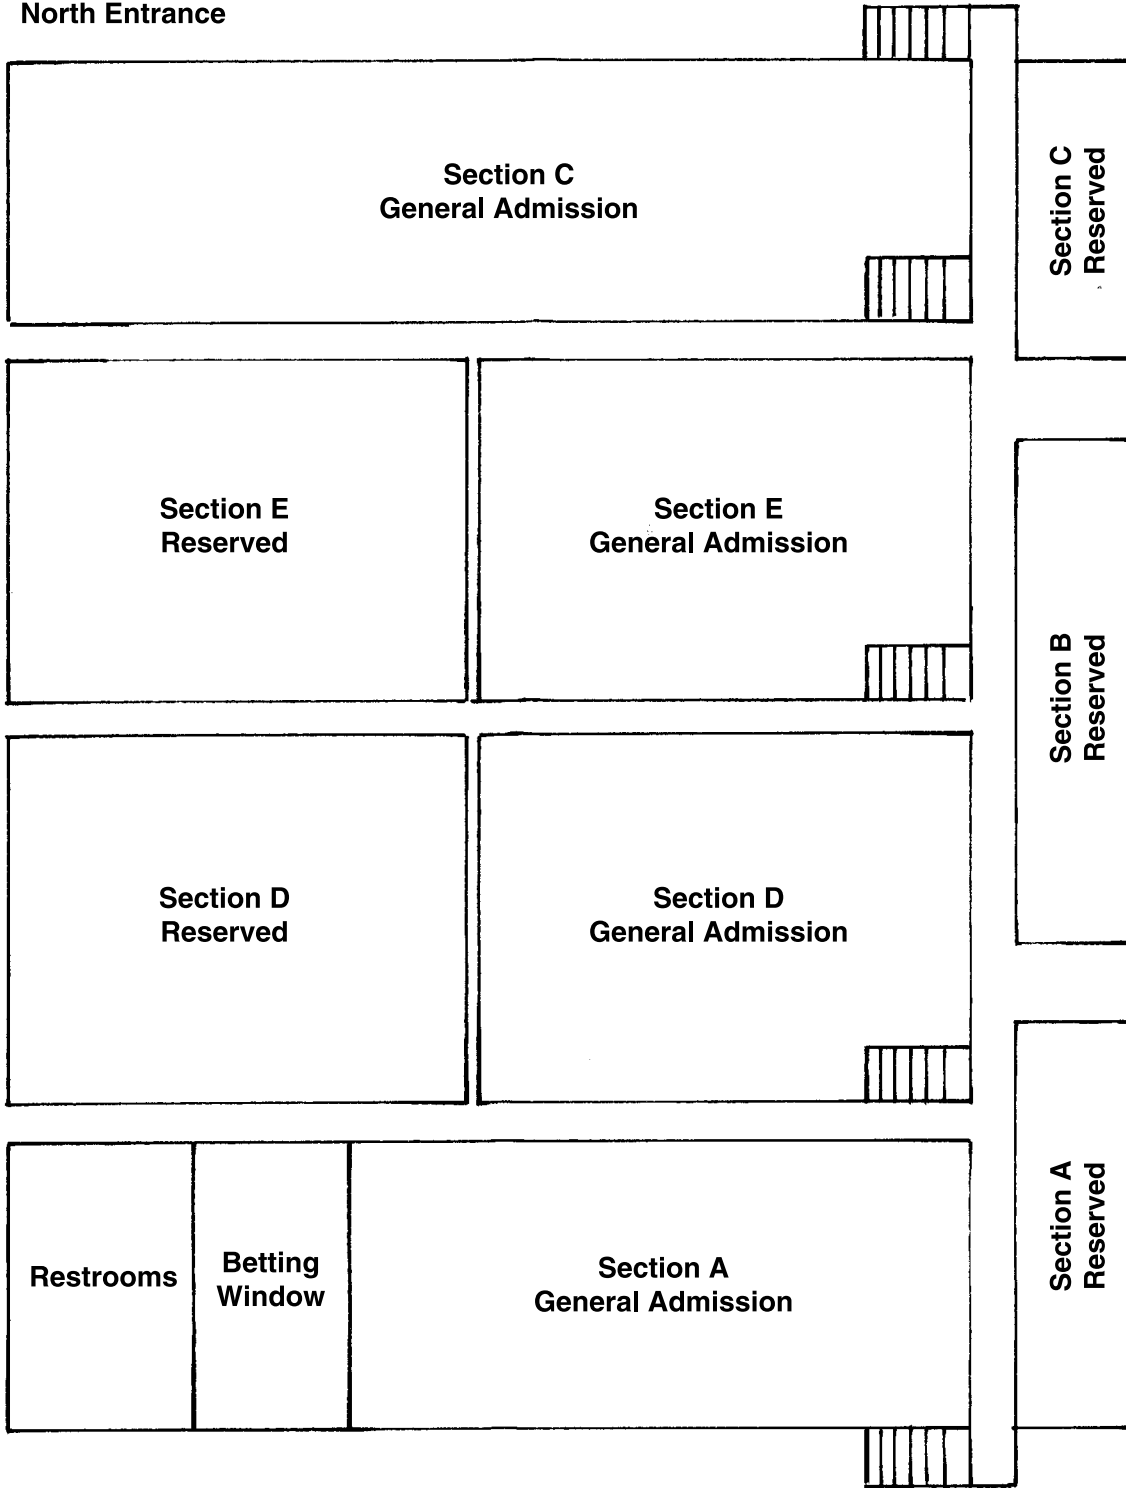 North Entrance
Section C
General Admission
Section C
Reserved
Section E
Reserved
Section E
General Admission
Section B
Reserved
Section D
Reserved
Section D
General Admission
Section A
Reserved
Restrooms
Betting
Window
Section A
General Admission